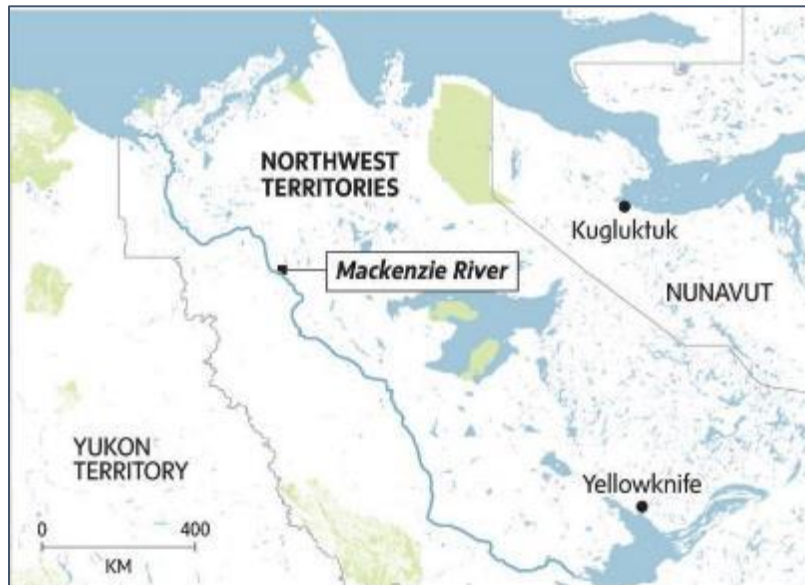 NORTHWEST
TERRITORIES
Kugluktuk
Mackenzie River
NUNAVUT
YUKON
TERRITORY
Yellowknife
0 400
KM